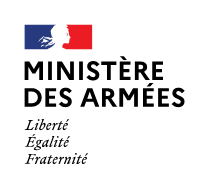 MINISTÈRE
DES ARMÉES
Liberté
Égalité
Fraternité